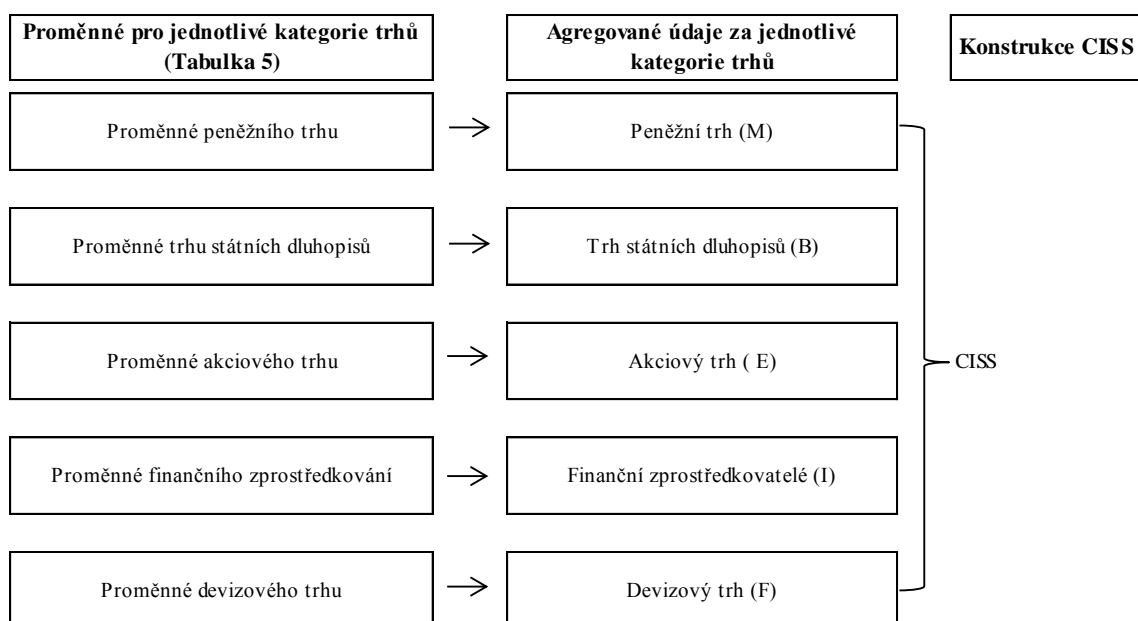 Proměnné pro jednotlivé kategorie trhů
(Tabulka 5)
Agregované údaje za jednotlivé
kategorie trhů
Konstrukce CISS
Proměnné peněžního trhu
Peněžní trh (M)
Proměnné trhu státních dluhopisů
Trh státních dluhopisů (B)
Proměnné akciového trhu
Akciový trh ( E)
CISS
Proměnné finančního zprostředkování
Finanční zprostředkovatelé (I)
Proměnné devizového trhu
Devizový trh (F)